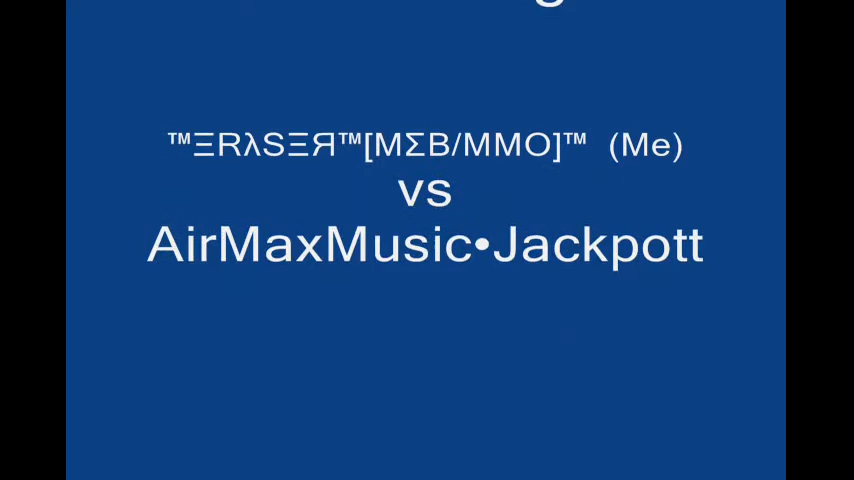 ™ΞRλSΞЯ™[MΣB/MMO]™ (Me)
vs
AirMaxMusic•Jackpott